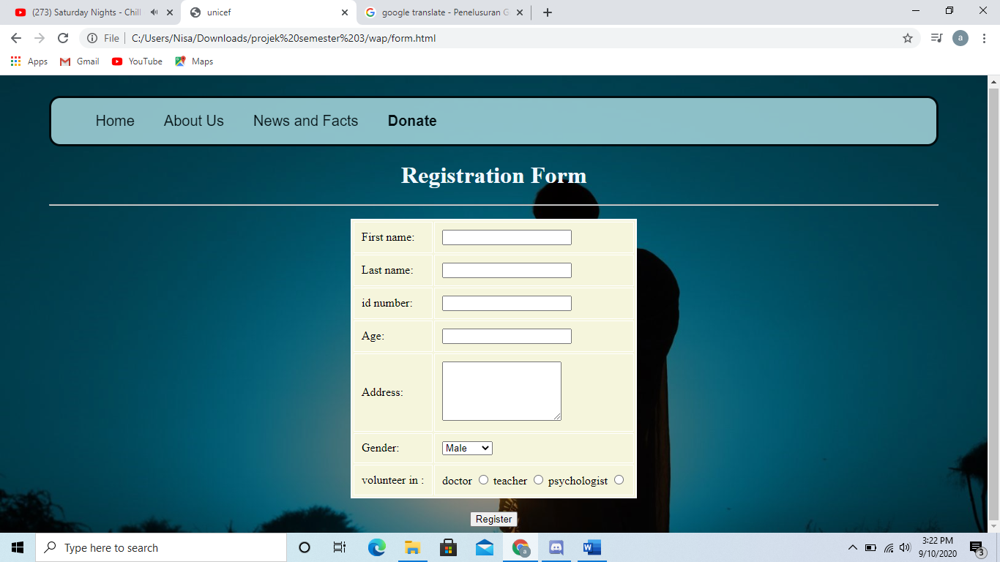 (273) Saturday Nights - Chill
unicef
google translate - Penelusuran G
File
C:/Users/Nisa/Downloads/projek%20semester%203/wap/form.html
a
Apps
Gmail
YouTube
Maps
Home
About Us
News and Facts
Donate
Registration Form
First name:
Last name:
id number:
Age:
Address:
Gender:
Male
volunteer in :
doctor
teacher
psychologist
Register
Type here to search
a
3:22 PM
9/10/2020
3